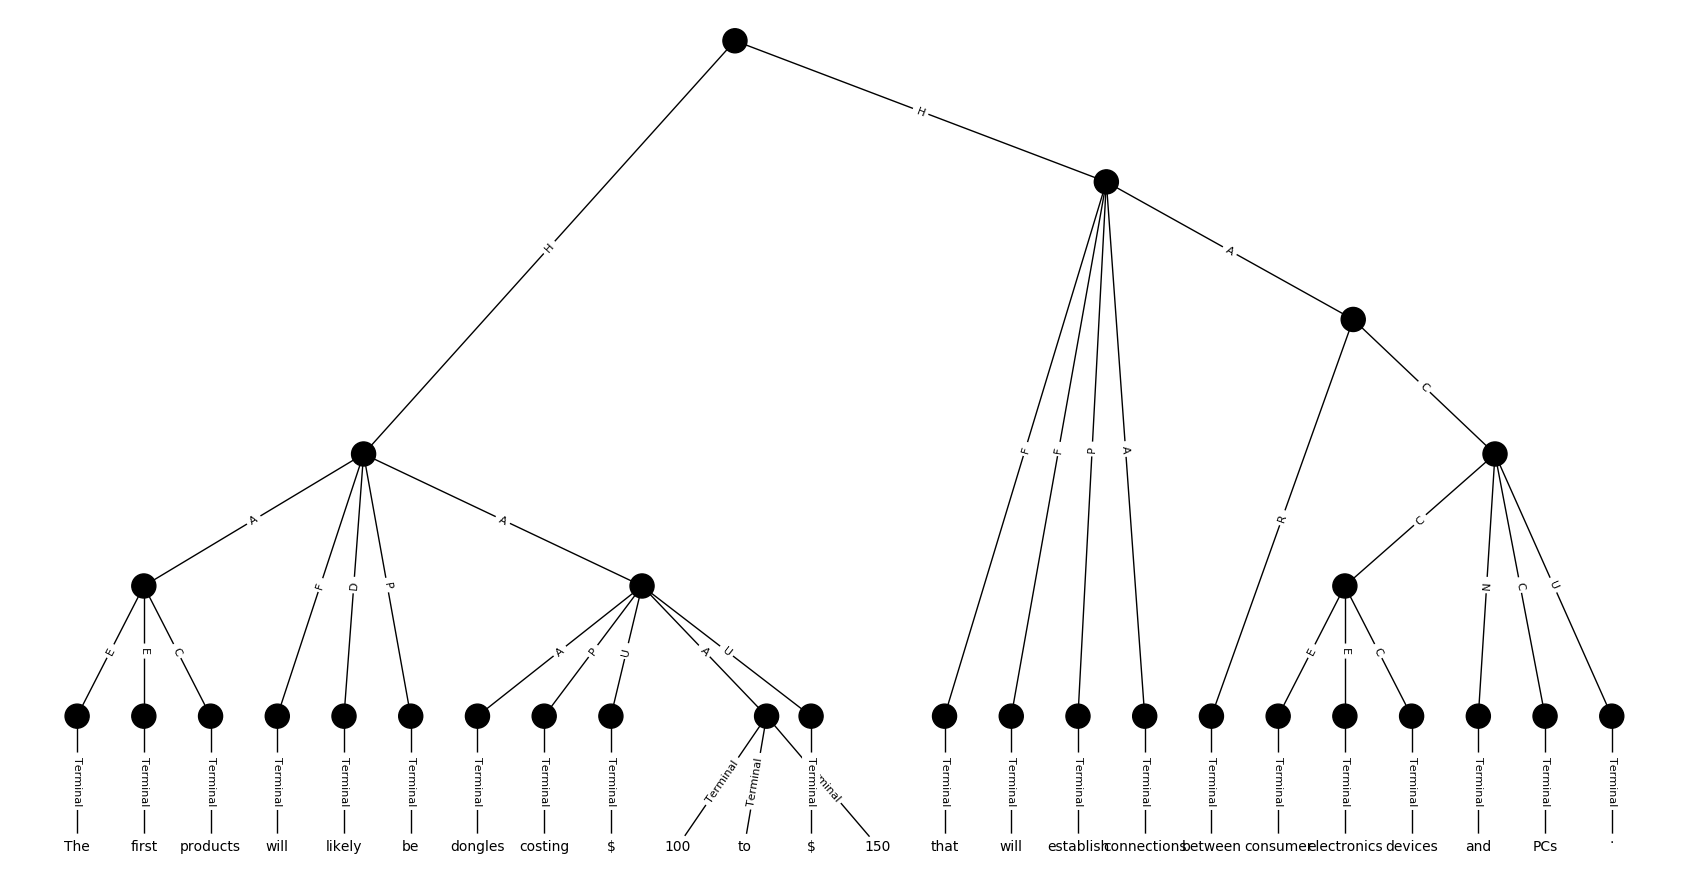 H
H
A
A
C
A
A
F
F
P
A
R
C
F
D
P
N
C
U
E
E
C
A
P
U
A
U
E
E
C
Terminal Terminal Terminal Terminal Terminal Terminal Terminal Terminal Terminal Terminal Terminal Terminal Terminal Terminal Terminal Terminal Terminal Terminal Terminal Terminal Terminal Terminal Terminal Terminal
The first products will likely be dongles costing $ 100 to $ 150 that will establish connections between consumer electronics devices and PCs .